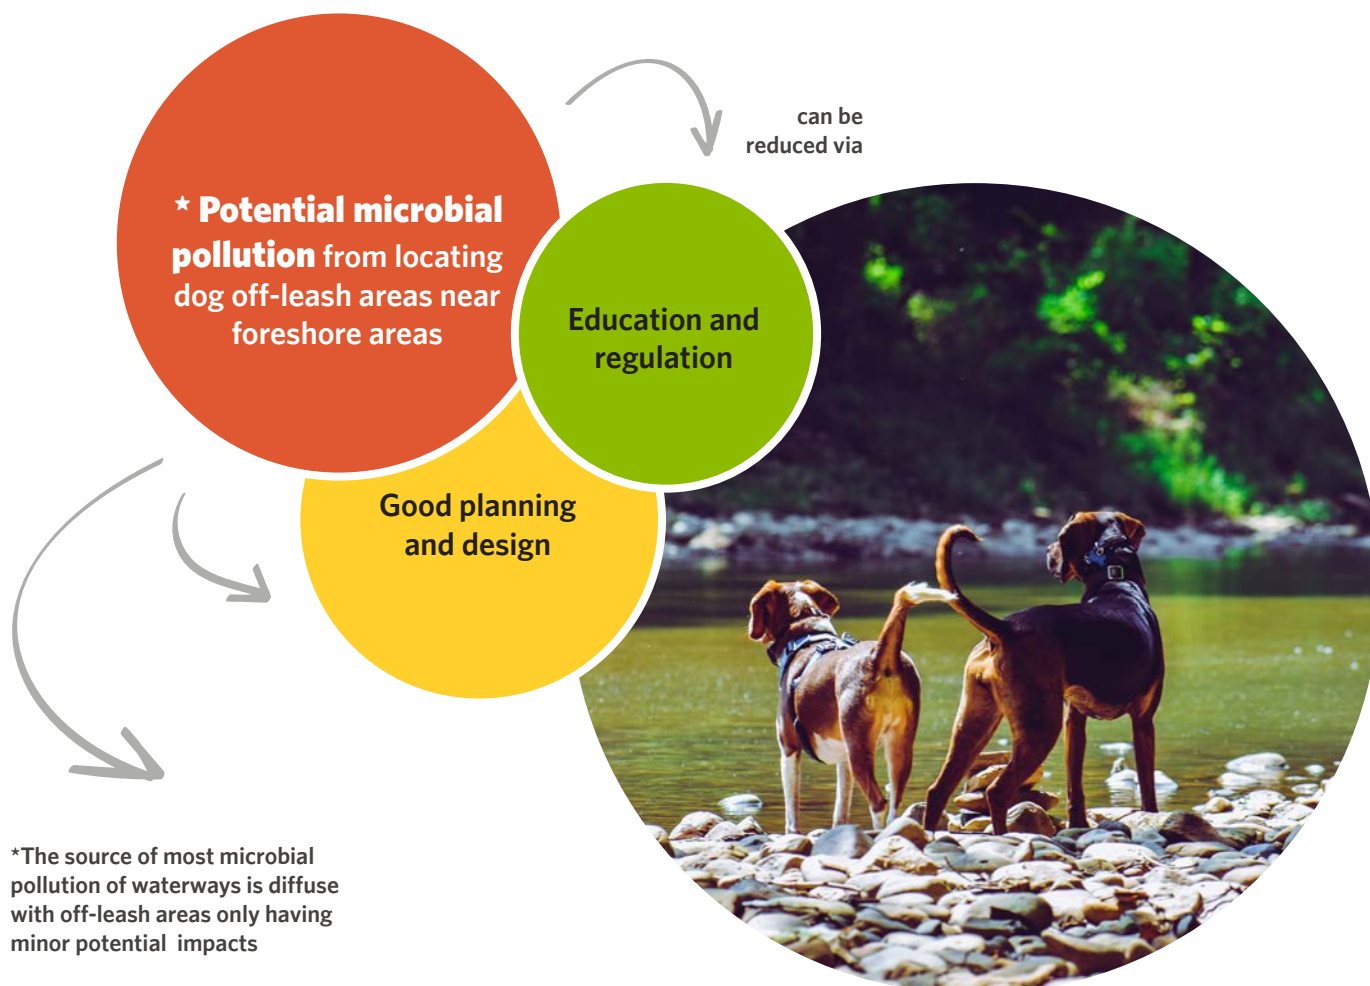 can be
reduced via
* Potential microbial
pollution from locating
dog off-leash areas near
foreshore areas
Education and
regulation
Good planning
and design
*The source of most microbial
pollution of waterways is diffuse
with off-leash areas only having
minor potential impacts